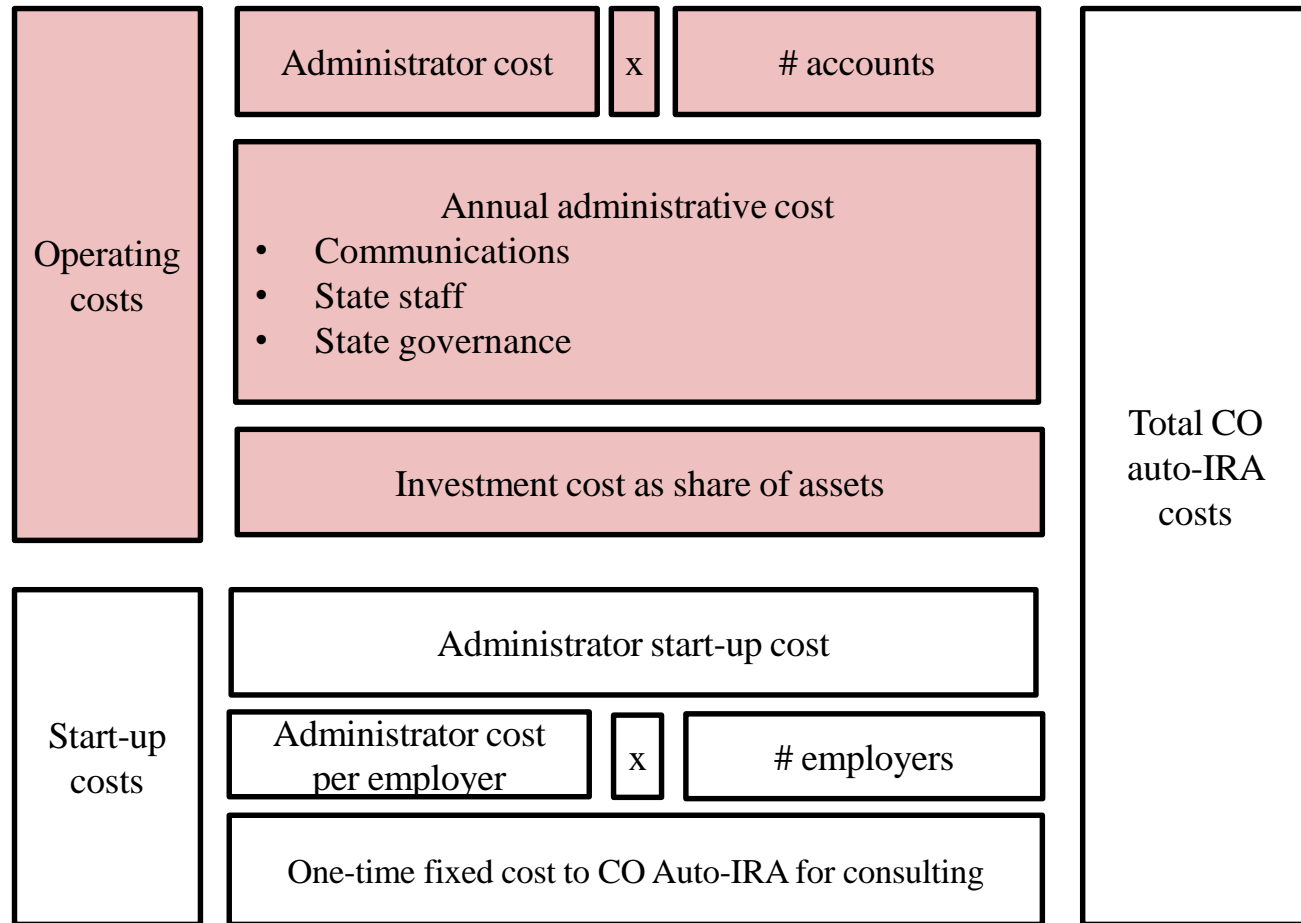 Operating
costs
Administrator cost
x
# accounts
Annual administrative cost
• Communications
• State staff
• State governance
Investment cost as share of assets
Start-up
costs
Administrator start-up cost
Administrator cost
per employer
x
# employers
One-time fixed cost to CO Auto-IRA for consulting
Total CO
auto-IRA
costs